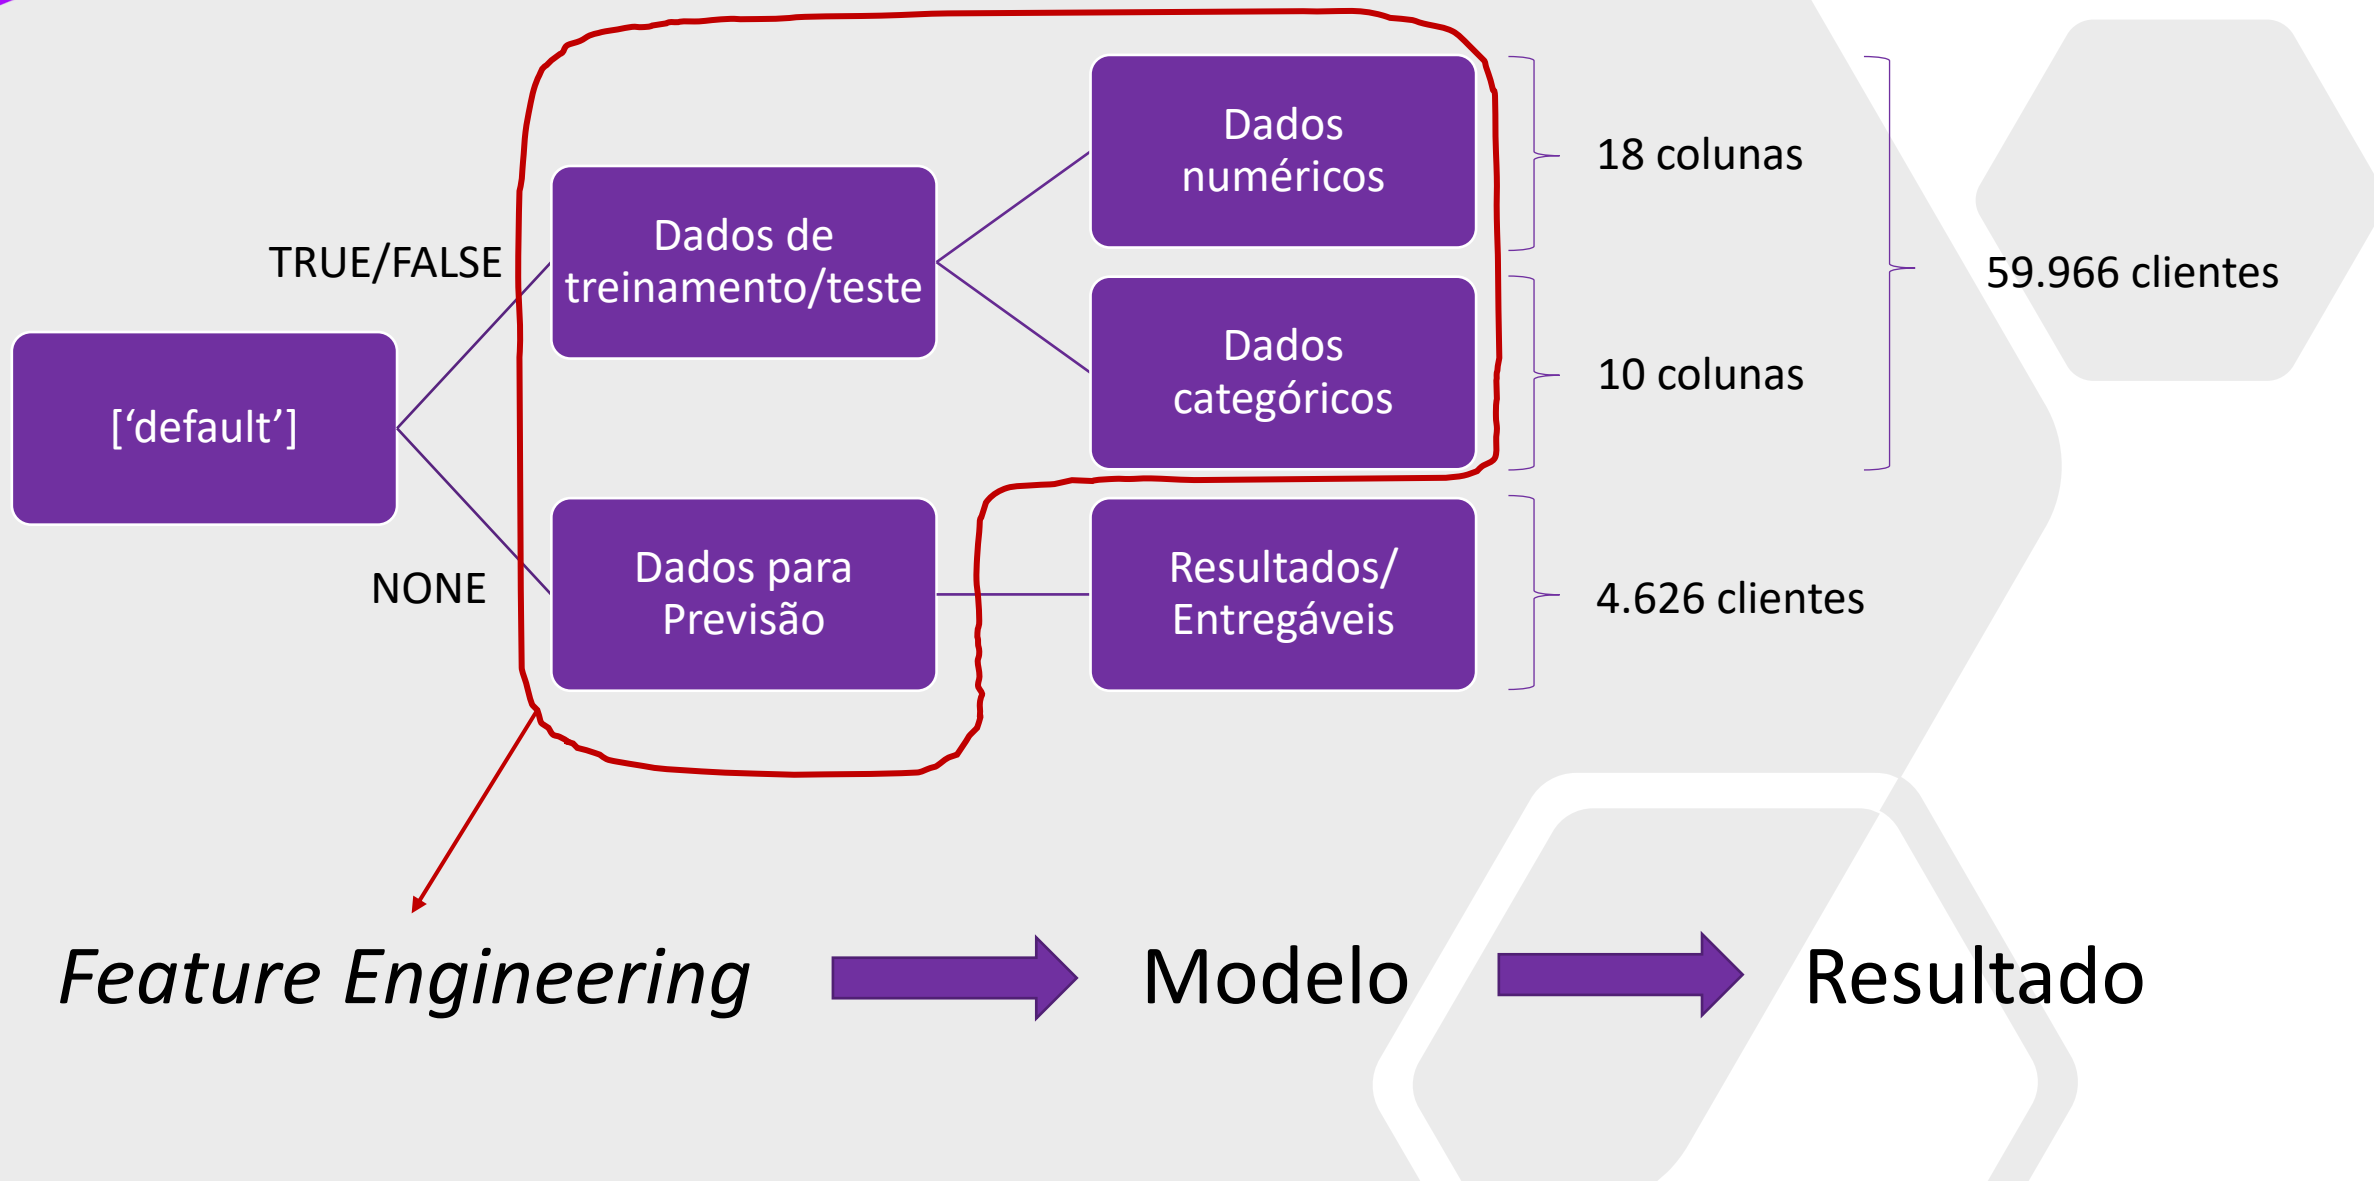 Dados
numéricos
18 colunas
Dados de
treinamento/teste
TRUE/FALSE
59.966 clientes
Dados
categóricos
10 colunas
[‘default’]
NONE
Dados para
Previsão
Resultados/
Entregáveis
4.626 clientes
Feature Engineering
Modelo
Resultado